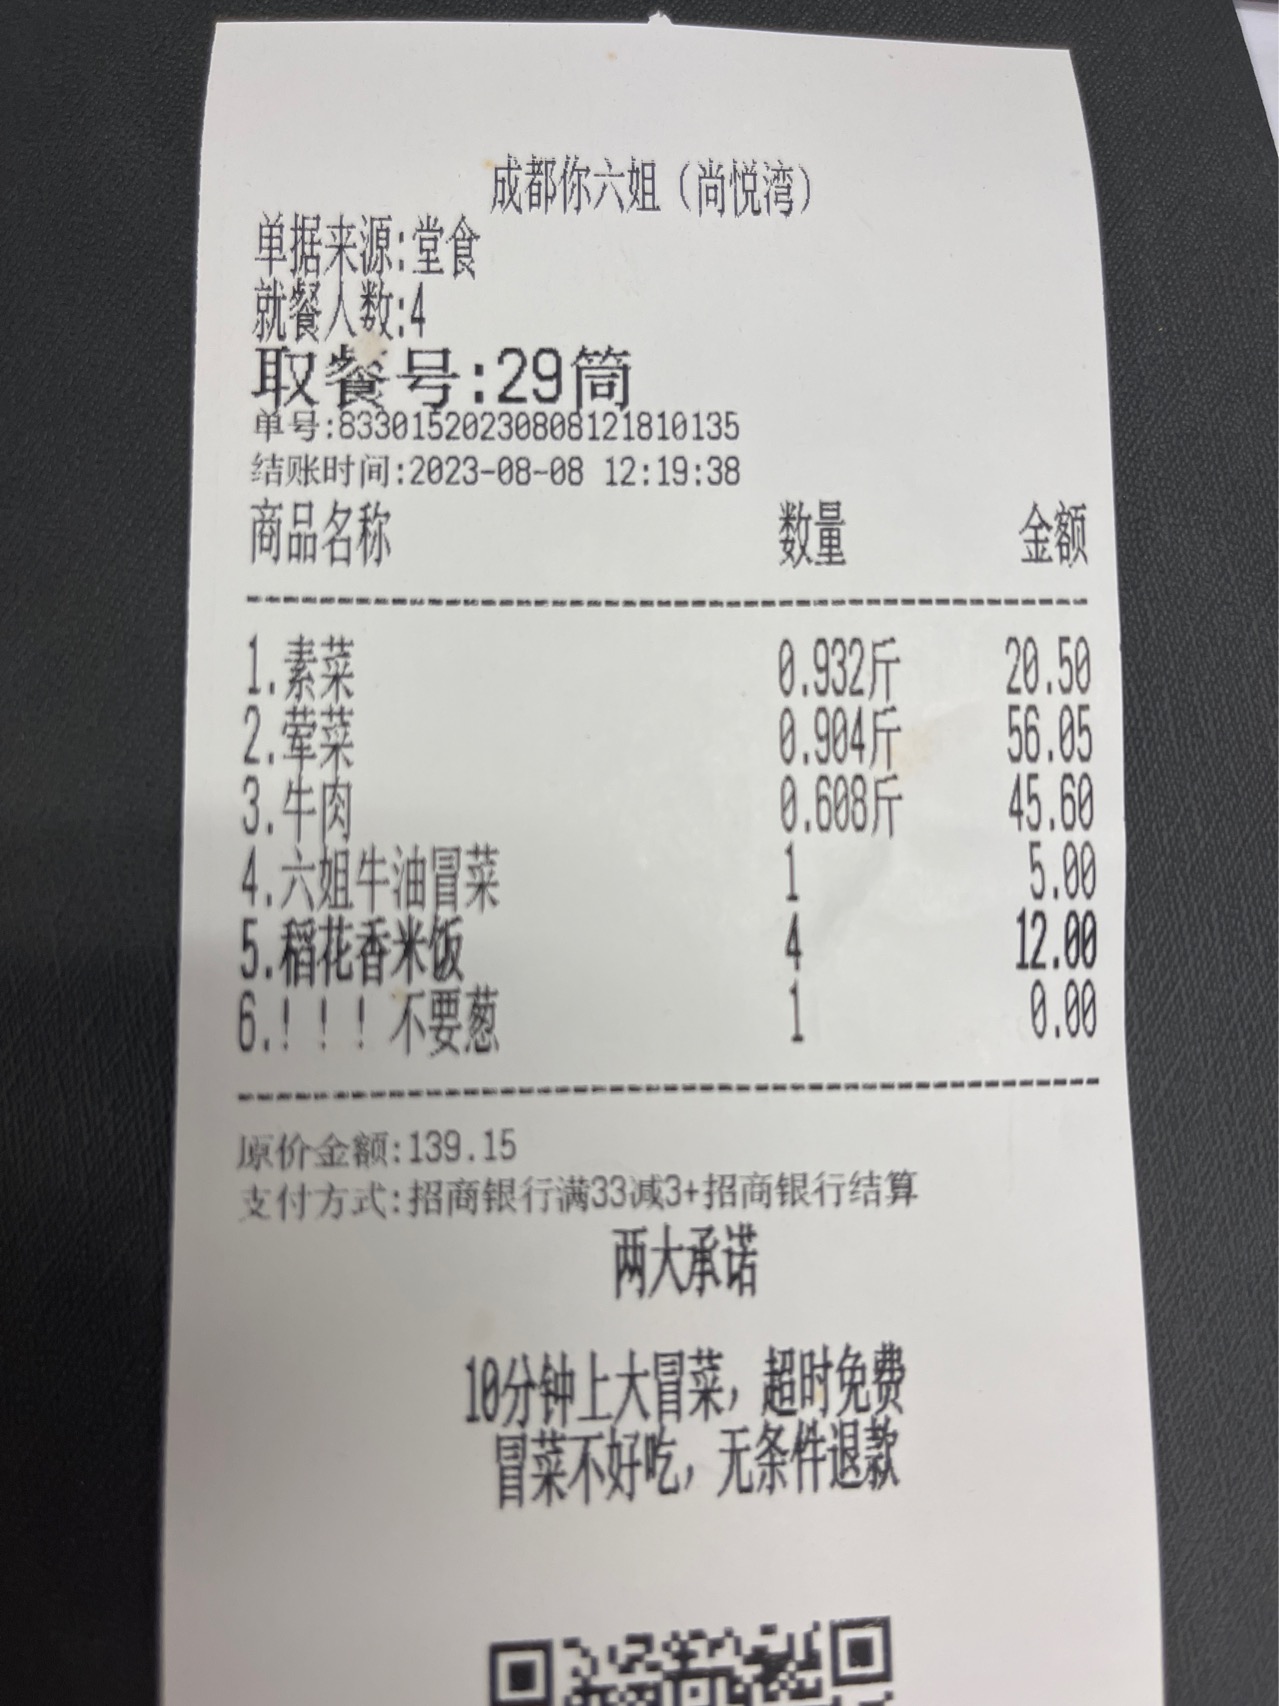 成都你六姐（尚悦湾）
单据来源:堂食
就餐人数:4
取餐号:29筒
单号:83301520230808121810135
结账时间:2023-08-08 12:19:38
商品名称 数量 金额
1.素菜 0.932斤 20.50
2.荤菜 0.904斤 56.05
3.牛肉 0.608斤 45.60
4.六姐牛油冒菜 1 5.00
5.稻花香米饭 4 12.00
6.！！！不要葱 1 0.00
原价金额:139.15
支付方式:招商银行满33减3+招商银行结算
两大承诺
10分钟上大冒菜，超时免费
冒菜不好吃，无条件退款